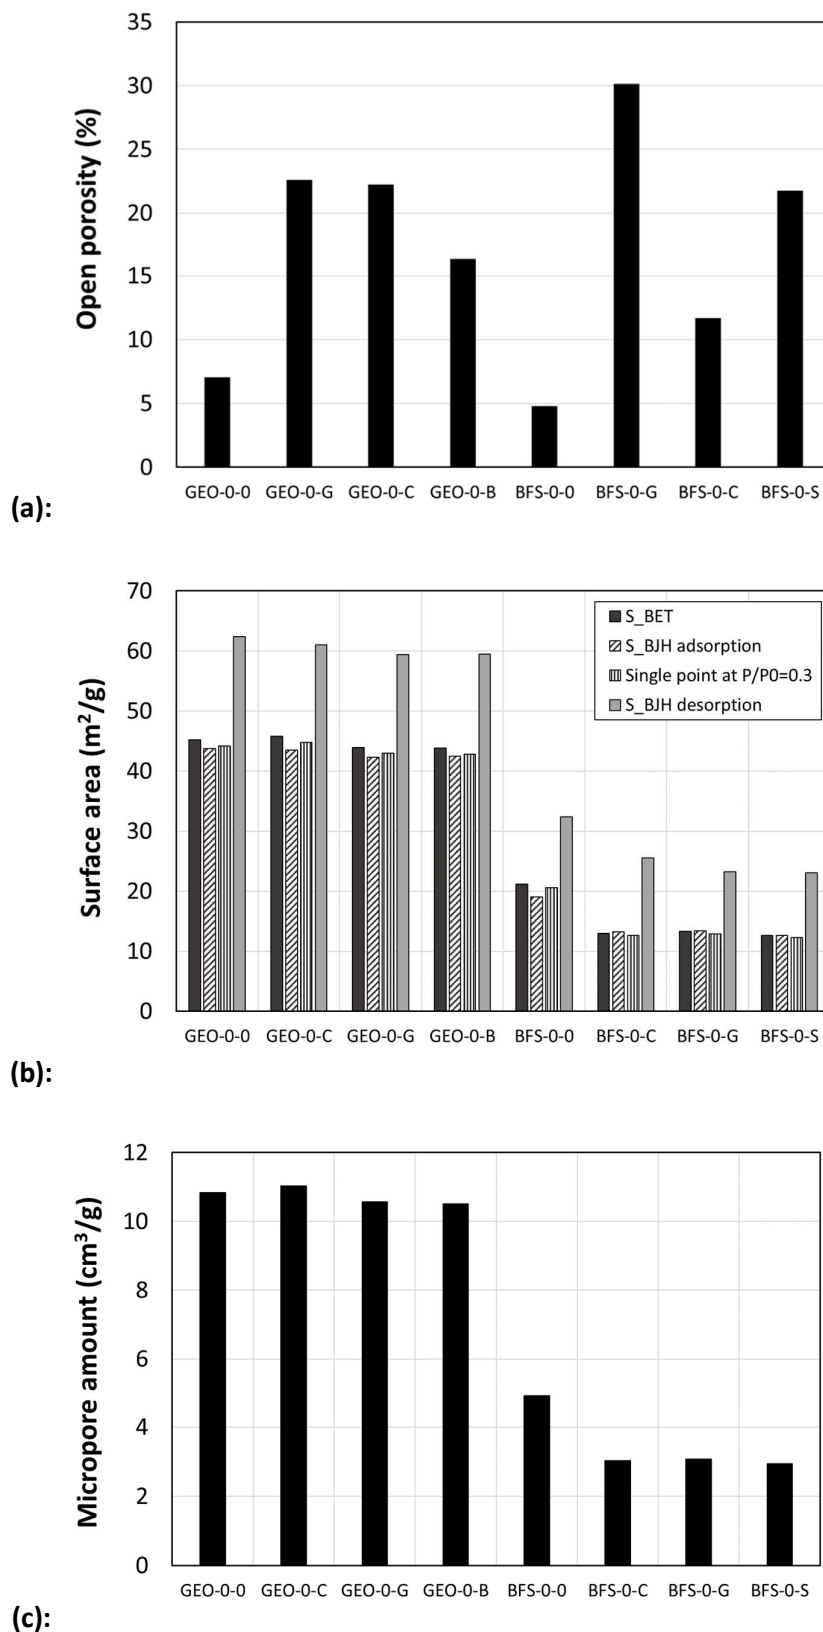 35
30
25
20
15
10
5
0
Open porosity (%)
GEO-0-0 GEO-0-G GEO-0-C GEO-0-B BFS-0-0 BFS-0-G BFS-0-C BFS-0-S
(a):
70
60
50
40
30
20
10
0
Surface area (m²/g)
S_BET
S_BJH adsorption
Single point at P/P0=0.3
S_BJH desorption
GEO-0-0 GEO-0-C GEO-0-G GEO-0-B BFS-0-0 BFS-0-C BFS-0-G BFS-0-S
(b):
12
10
8
6
4
2
0
Micropore amount (cm³/g)
GEO-0-0 GEO-0-C GEO-0-G GEO-0-B BFS-0-0 BFS-0-C BFS-0-G BFS-0-S
(c):